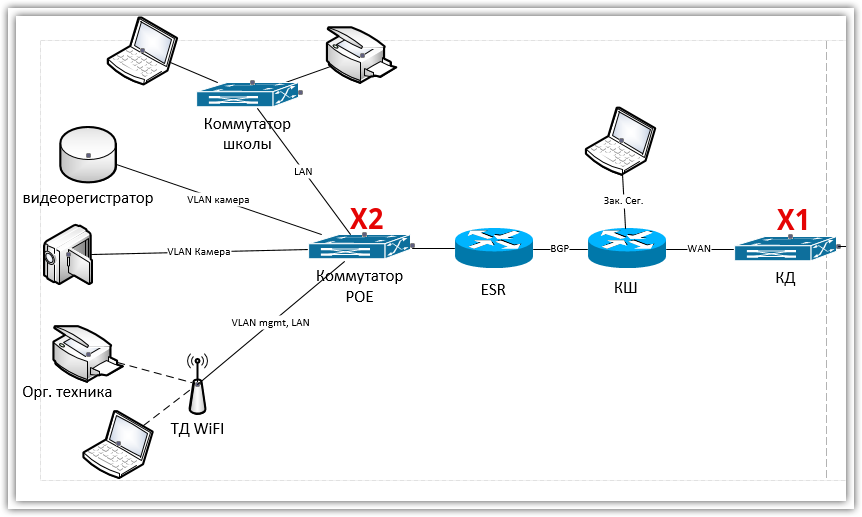 Коммутатор
школы
LAN
видеорегистратор
VLAN камера
VLAN Камера
X2
Коммутатор
POE
ESR
BGP
Зак. Сег.
КШ
WAN
X1
КД
VLAN mgmt, LAN
Орг. техника
ТД WiFI